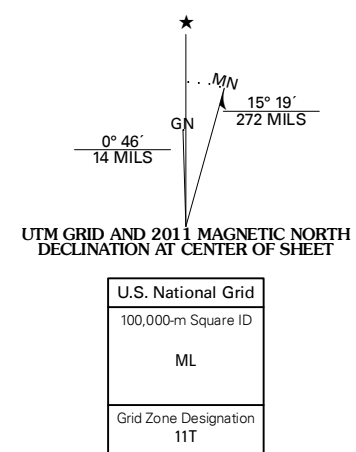 MN
GN
15° 19´
272 MILS
0° 46´
14 MILS
UTM GRID AND 2011 MAGNETIC NORTH
DECLINATION AT CENTER OF SHEET
U.S. National Grid
100,000-m Square ID
ML
Grid Zone Designation
11T